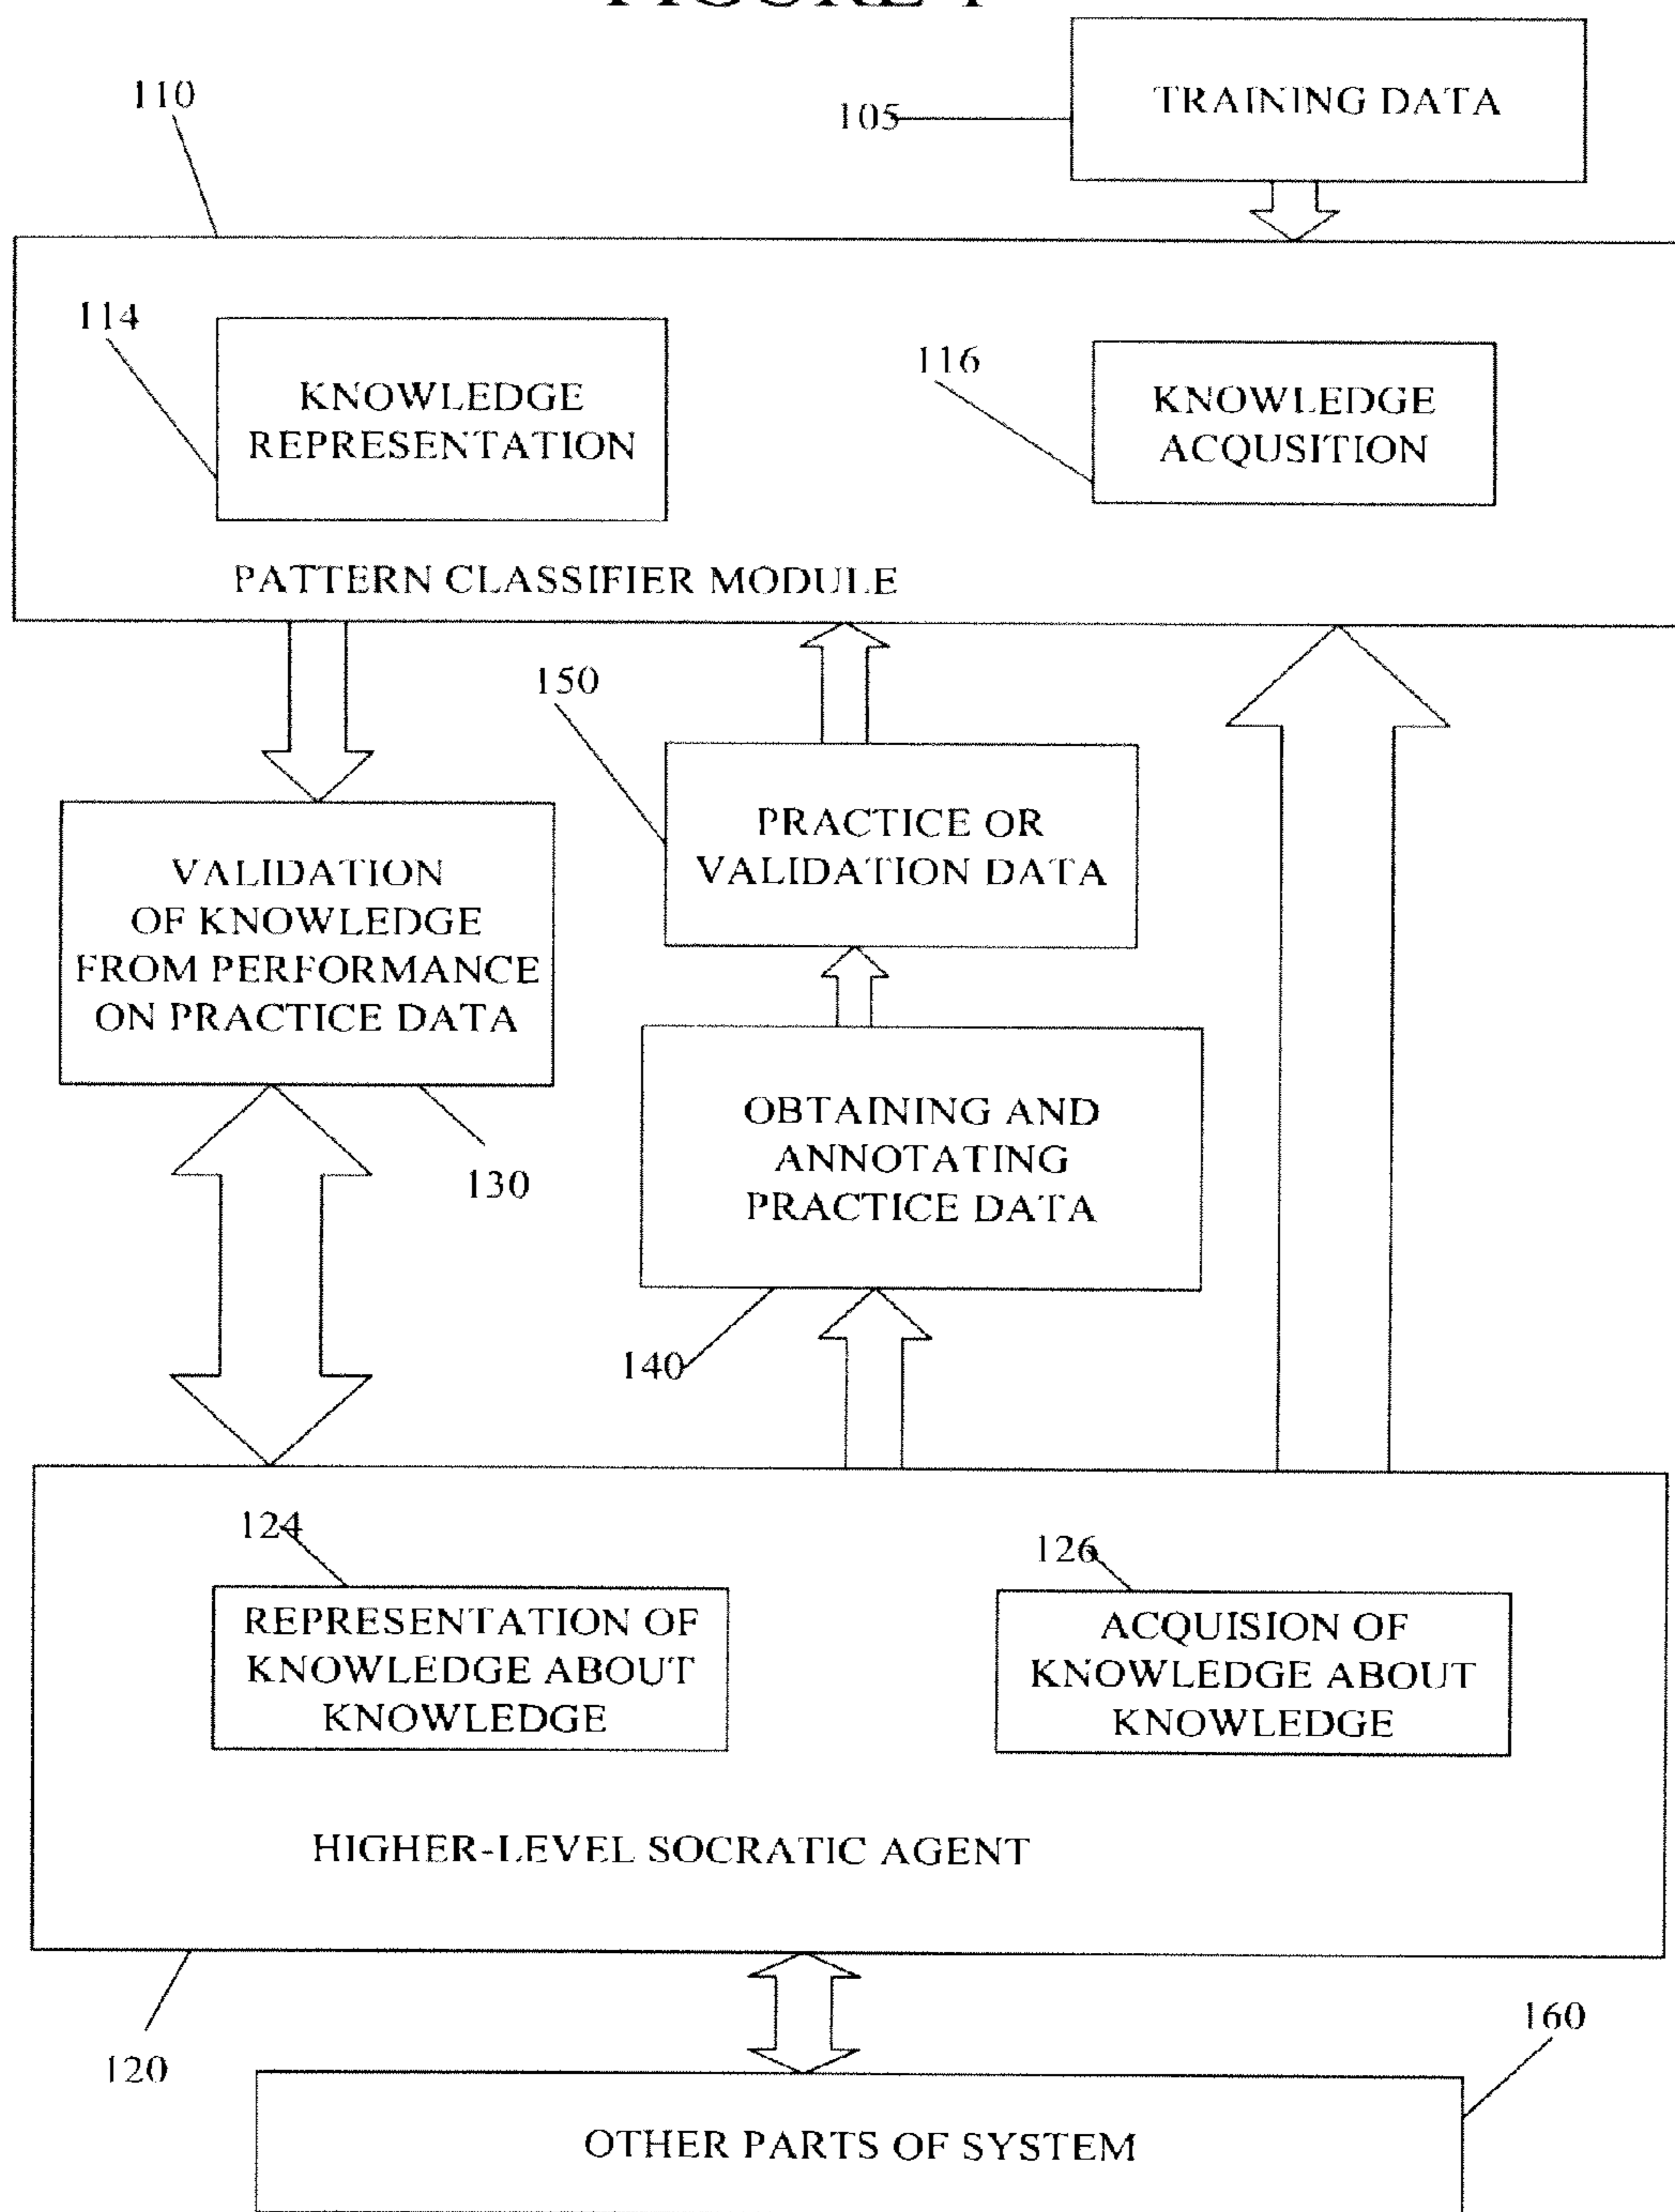 TRAINING DATA
105
110
114
KNOWLEDGE
REPRESENTATION
116
KNOWLEDGE
ACQUSITION
PATTERN CLASSIFIER MODULE
150
PRACTICE OR
VALIDATION DATA
VALIDATION
OF KNOWLEDGE
FROM PERFORMANCE
ON PRACTICE DATA
130
OBTAINING AND
ANNOTATING
PRACTICE DATA
140
124
REPRESENTATION OF
KNOWLEDGE ABOUT
KNOWLEDGE
126
ACQUISION OF
KNOWLEDGE ABOUT
KNOWLEDGE
HIGHER-LEVEL SOCRATIC AGENT
120
160
OTHER PARTS OF SYSTEM